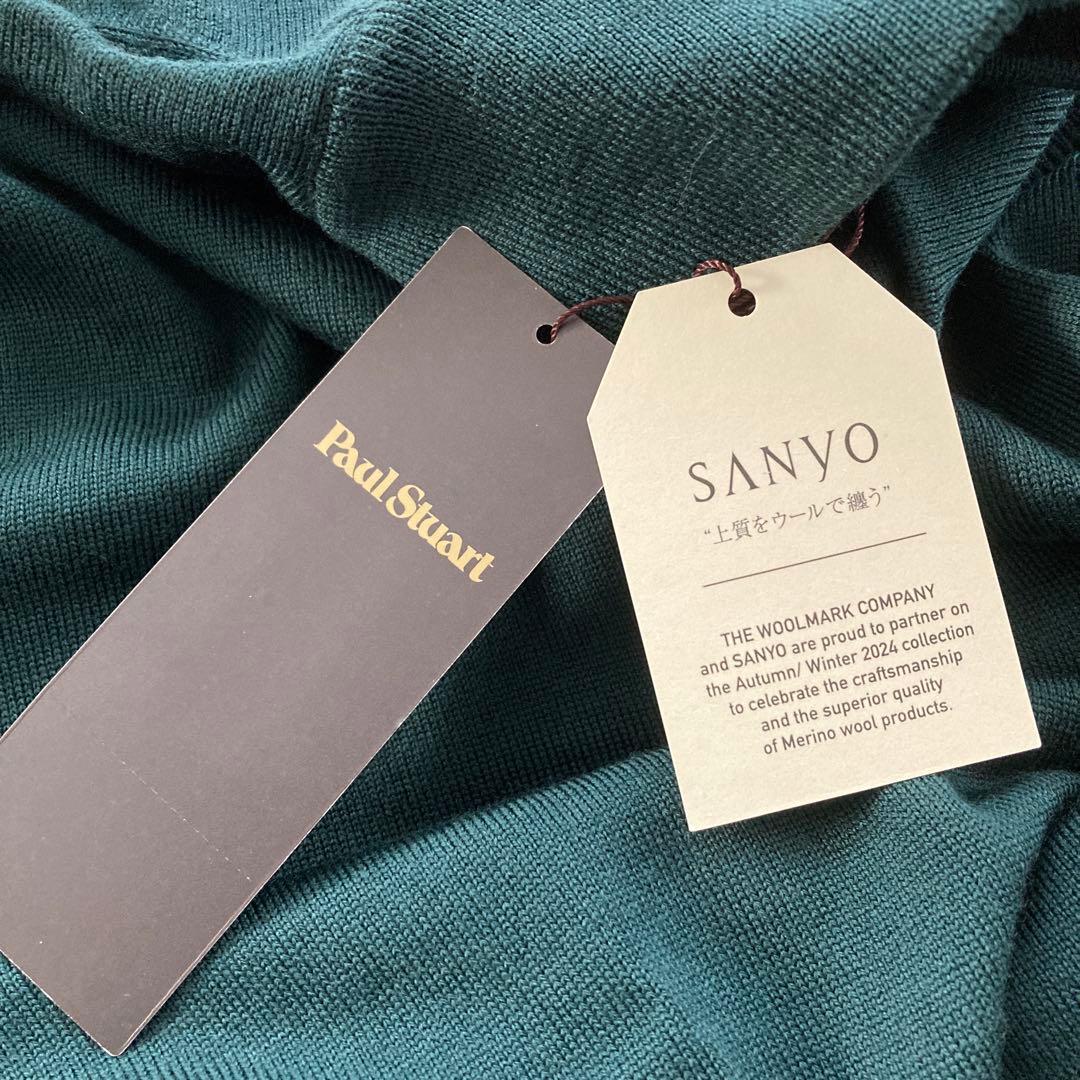 Paul Stuart
SANYO
“上質をウールで纏う”
THE WOOLMARK COMPANY
and SANYO are proud to partner on
the Autumn/ Winter 2024 collection
to celebrate the craftsmanship
and the superior quality
of Merino wool products.